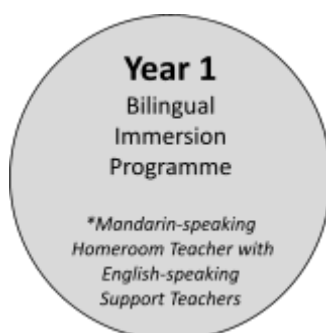 Year 1
Bilingual
Immersion
Programme
*Mandarin-speaking
Homeroom Teacher with
English-speaking
Support Teachers